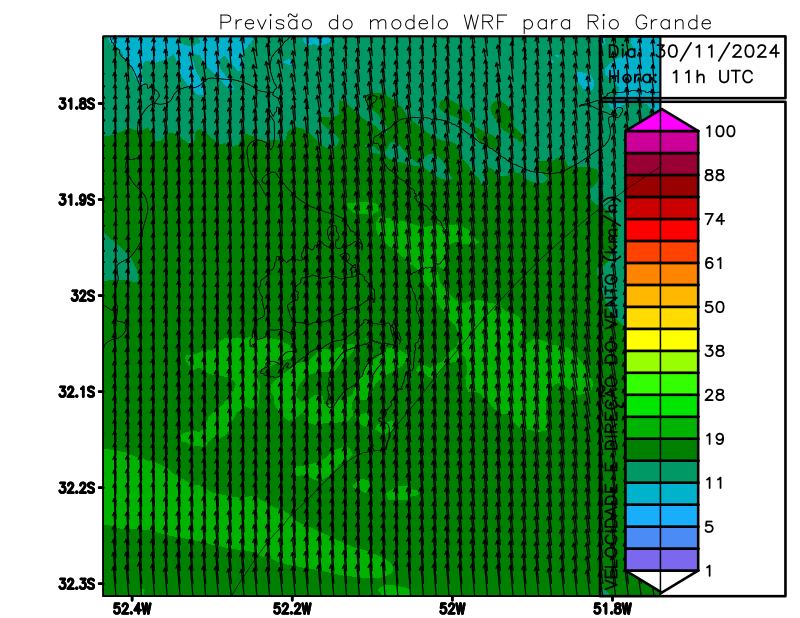 Previsão do modelo WRF para Rio Grande
Dia: 30/11/2024
Hora: 11h UTC
31.8S
31.9S
32S
32.1S
32.2S
32.3S
52.4W
52.2W
52W
51.8W
VELOCIDADE E DIREÇÃO DO VENTO (km/h)
100
88
74
61
50
38
28
19
11
5
1